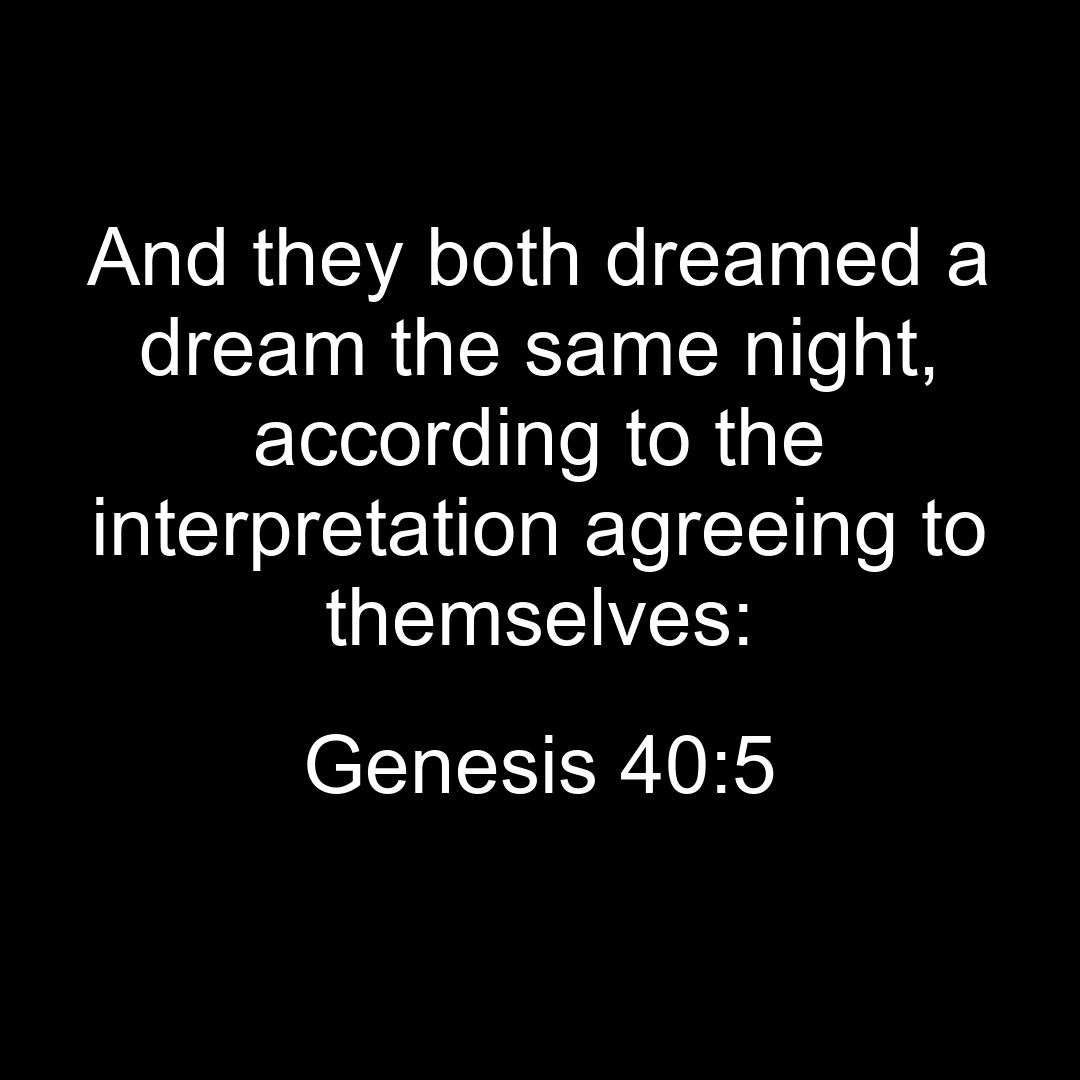 And they both dreamed a
dream the same night,
according to the
interpretation agreeing to
themselves:
Genesis 40:5